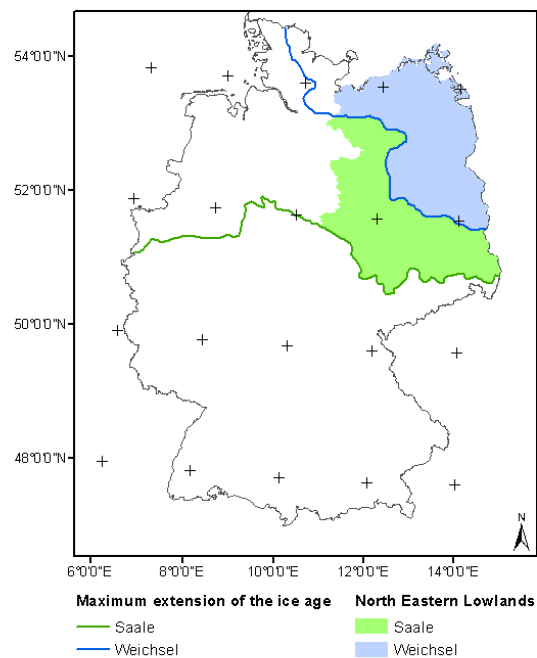 54°0'0"N
52°0'0"N
50°0'0"N
48°0'0"N
N
6°0'0"E 8°0'0"E 10°0'0"E 12°0'0"E 14°0'0"E
Maximum extension of the ice age North Eastern Lowlands
Saale Saale
Weichsel Weichsel